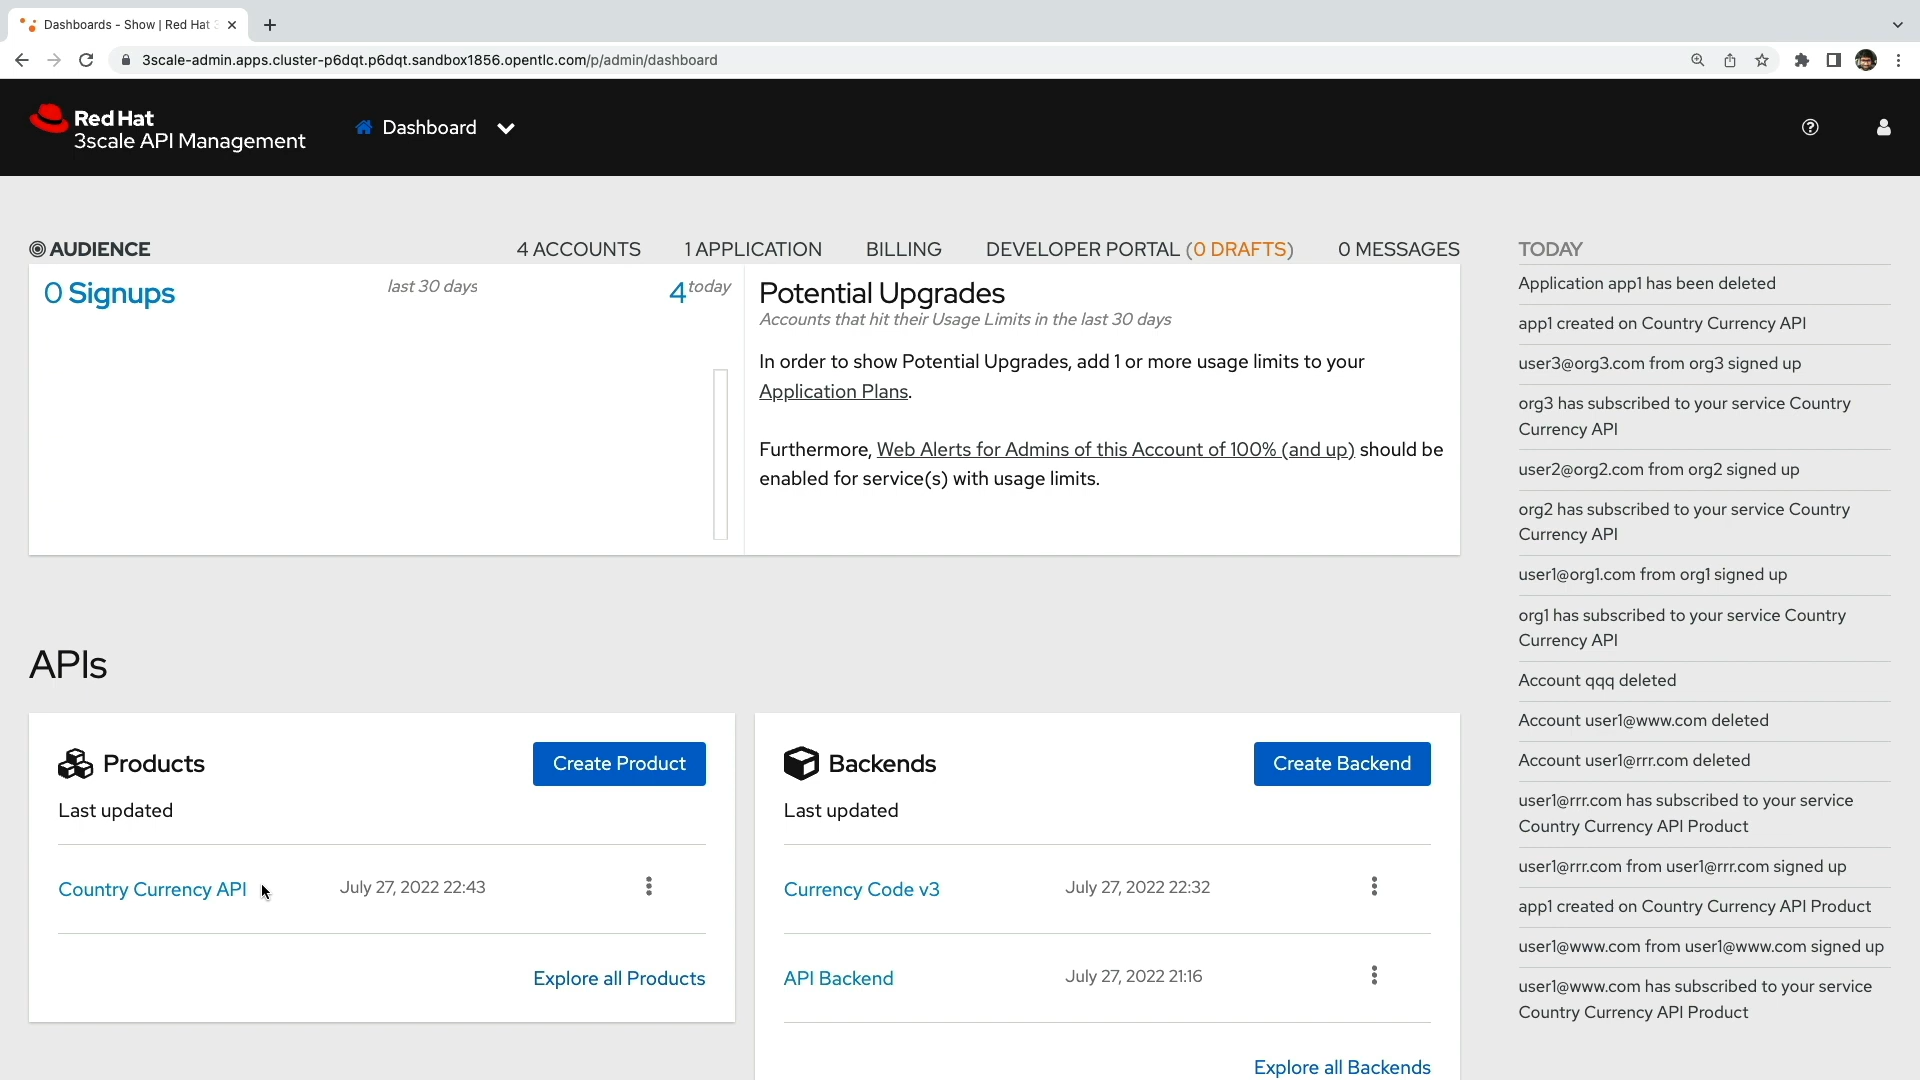 Dashboards - Show | Red Hat 3
3scale-admin.apps.cluster-p6dqt.p6dqt.sandbox1856.opentlc.com/p/admin/dashboard
Red Hat
3scale API Management
Dashboard
AUDIENCE
4 ACCOUNTS
1 APPLICATION
BILLING
DEVELOPER PORTAL (0 DRAFTS)
0 MESSAGES
0 Signups
last 30 days
4 today
Potential Upgrades
Accounts that hit their Usage Limits in the last 30 days
In order to show Potential Upgrades, add 1 or more usage limits to your
Application Plans.
Furthermore, Web Alerts for Admins of this Account of 100% (and up) should be
enabled for service(s) with usage limits.
APIs
Products
Create Product
Last updated
Country Currency API
July 27, 2022 22:43
Explore all Products
Backends
Create Backend
Last updated
Currency Code v3
July 27, 2022 22:32
API Backend
July 27, 2022 21:16
Explore all Backends
TODAY
Application app1 has been deleted
app1 created on Country Currency API
user3@org3.com from org3 signed up
org3 has subscribed to your service Country
Currency API
user2@org2.com from org2 signed up
org2 has subscribed to your service Country
Currency API
user1@org1.com from org1 signed up
org1 has subscribed to your service Country
Currency API
Account qqq deleted
Account user1@www.com deleted
Account user1@rrr.com deleted
user1@rrr.com has subscribed to your service
Country Currency API Product
user1@rrr.com from user1@rrr.com signed up
app1 created on Country Currency API Product
user1@www.com from user1@www.com signed up
user1@www.com has subscribed to your service
Country Currency API Product